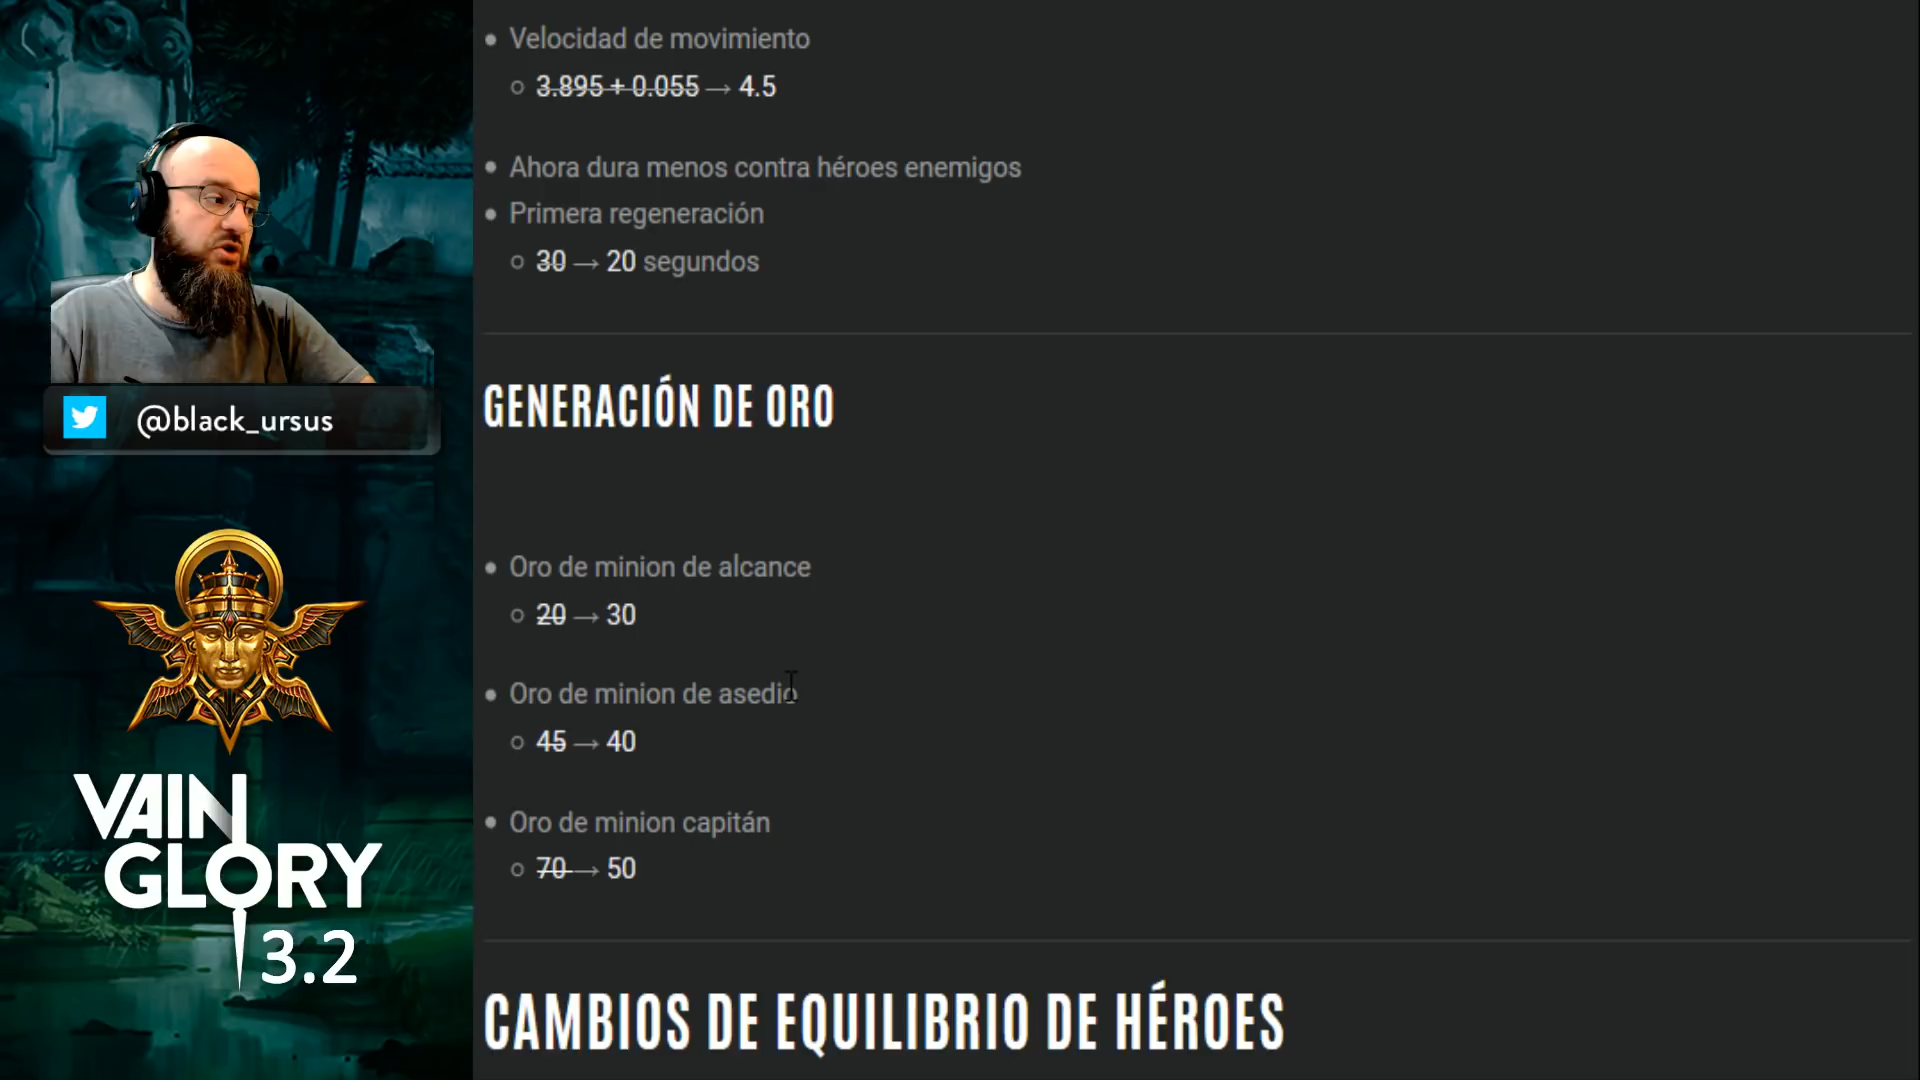 Velocidad de movimiento
3.895 + 0.055 → 4.5
Ahora dura menos contra héroes enemigos
Primera regeneración
30 → 20 segundos
GENERACIÓN DE ORO
Oro de minion de alcance
20 → 30
Oro de minion de asedio
45 → 40
Oro de minion capitán
70 → 50
CAMBIOS DE EQUILIBRIO DE HÉROES
@black_ursus
VAIN
GLORY
3.2